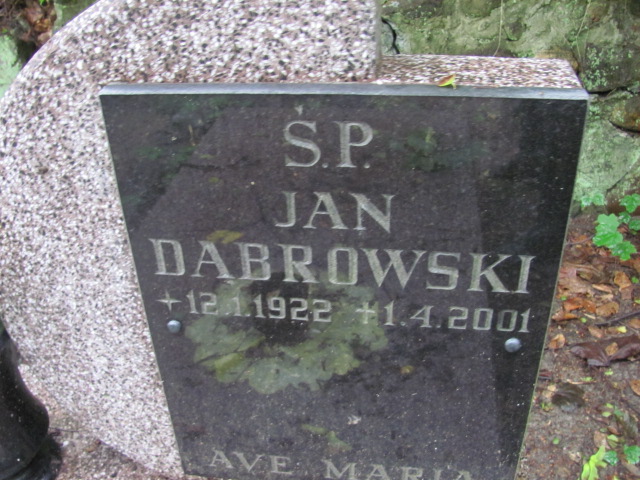 Ś.P.
JAN
DĄBROWSKI
+ 12.1.1922 + 1.4.2001
AVE MARIA